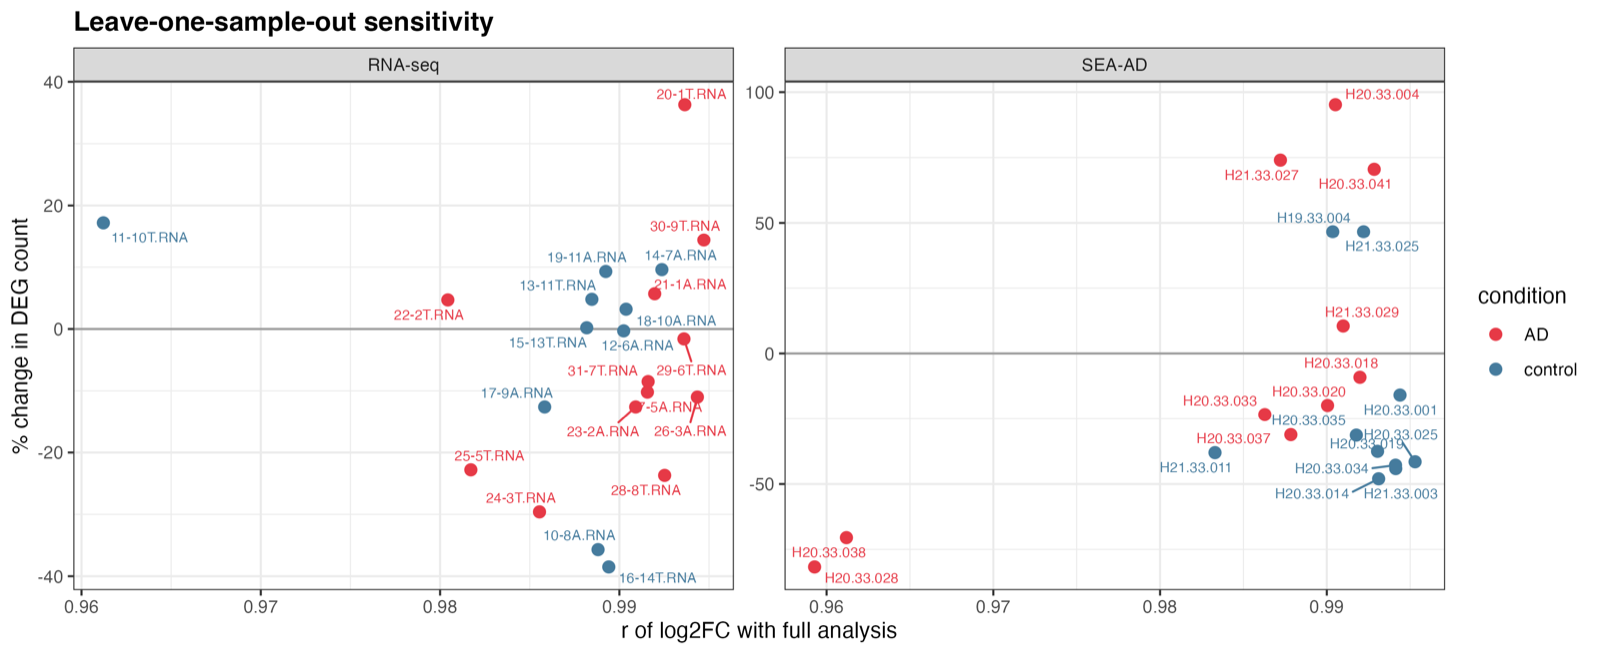 Leave-one-sample-out sensitivity
RNA-seq
SEA-AD
% change in DEG count
40
20
0
-20
-40
20-1T.RNA
30-9T.RNA
11-10T.RNA
19-11A.RNA
14-7A.RNA
13-11T.RNA
21-1A.RNA
22-2T.RNA
18-10A.RNA
15-13T.RNA
12-6A.RNA
31-7T.RNA
29-6T.RNA
17-9A.RNA
23-2A.RNA
26-3A.RNA
25-5T.RNA
28-8T.RNA
24-3T.RNA
10-8A.RNA
16-14T.RNA
0.96
0.97
0.98
0.99
100
50
0
-50
H20.33.004
H21.33.027
H20.33.041
H19.33.004
H21.33.025
H21.33.029
H20.33.018
H20.33.020
H20.33.033
H20.33.001
H20.33.035
H20.33.025
H20.33.037
H20.33.019
H21.33.011
H20.33.034
H20.33.014
H21.33.003
H20.33.038
H20.33.028
0.96
0.97
0.98
0.99
r of log2FC with full analysis
condition
AD
control